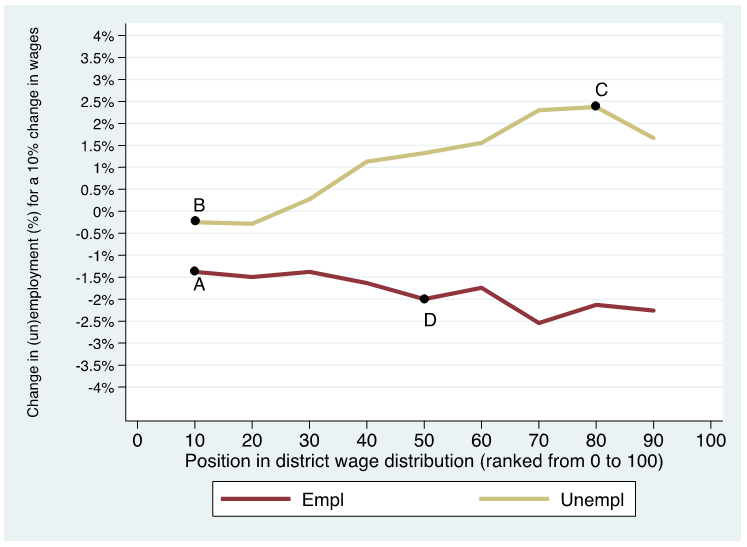 Change in (un)employment (%) for a 10% change in wages
4%
3.5%
3%
2.5%
2%
1.5%
1%
0.5%
0%
-0.5%
-1%
-1.5%
-2%
-2.5%
-3%
-3.5%
-4%
C
B
A
D
0 10 20 30 40 50 60 70 80 90 100
Position in district wage distribution (ranked from 0 to 100)
Empl Unempl